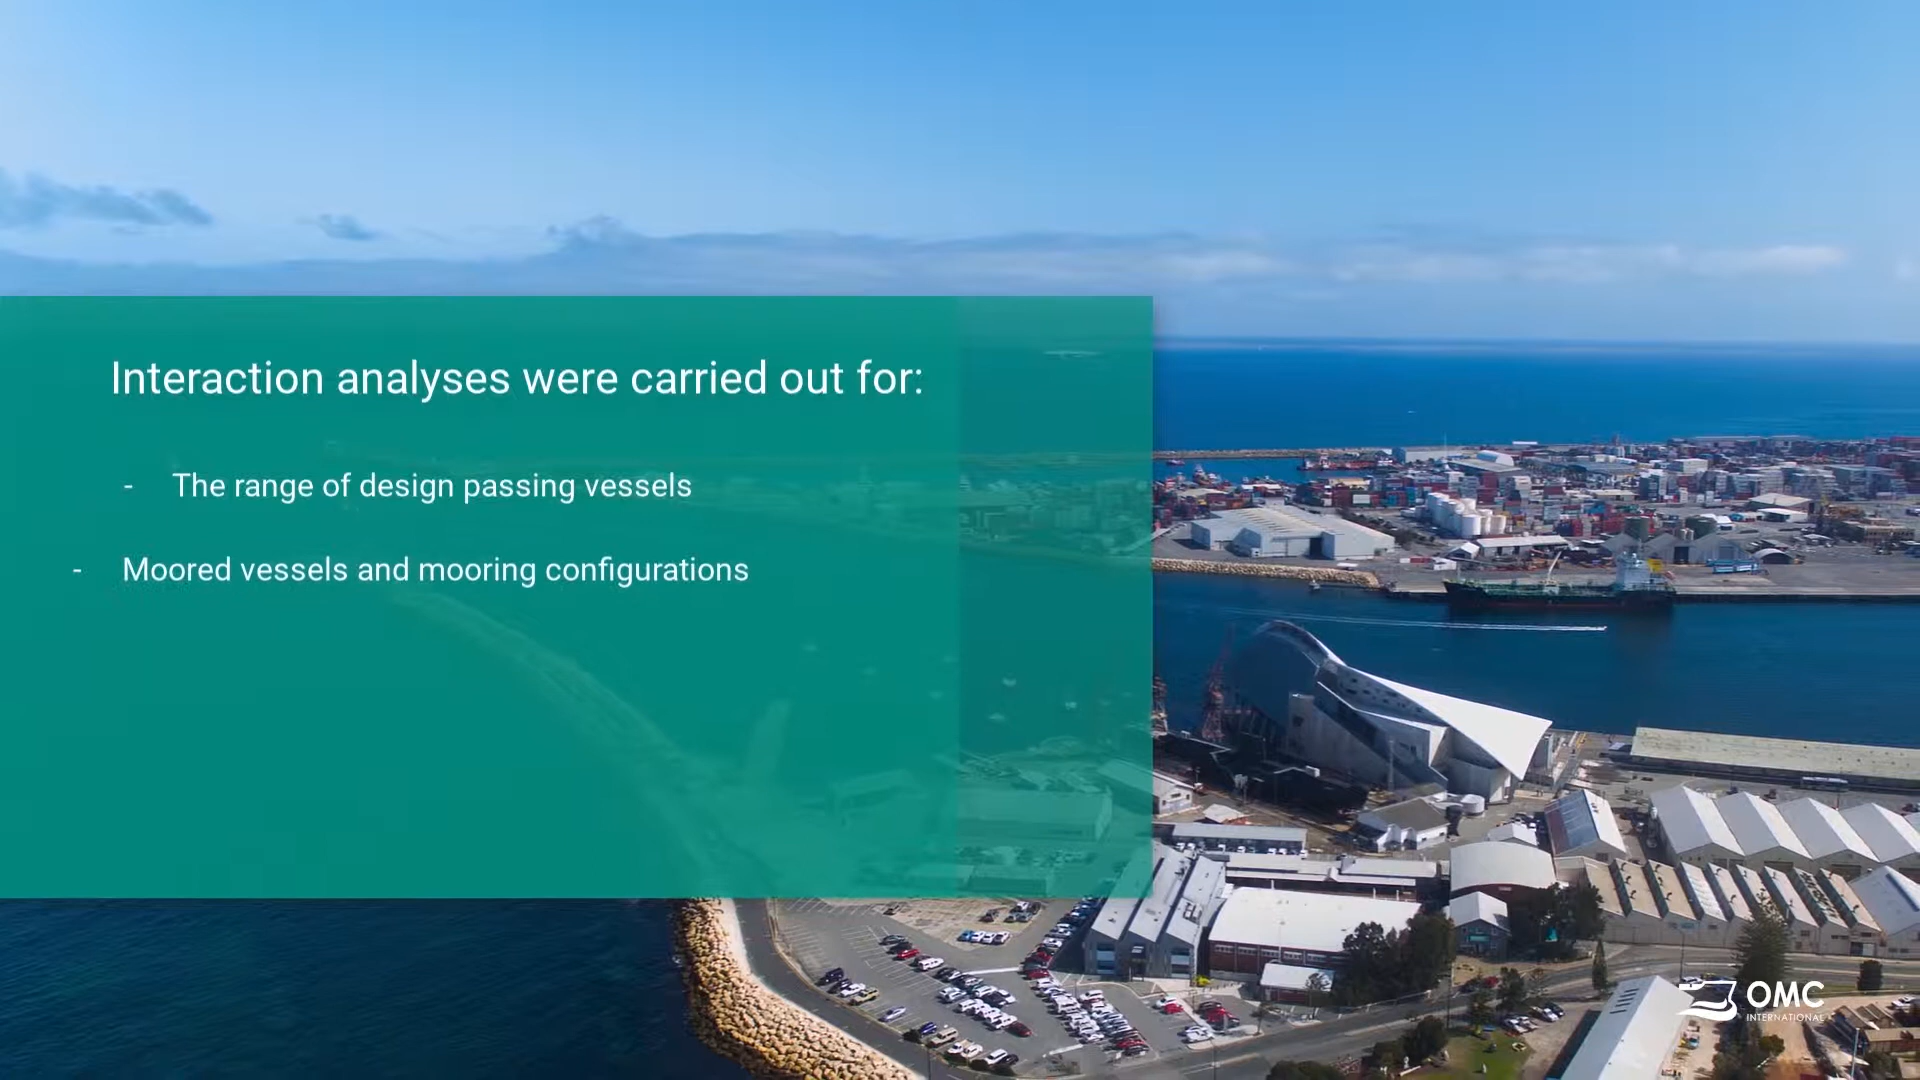 Interaction analyses were carried out for:
- The range of design passing vessels
- Moored vessels and mooring configurations
OMC
INTERNATIONAL